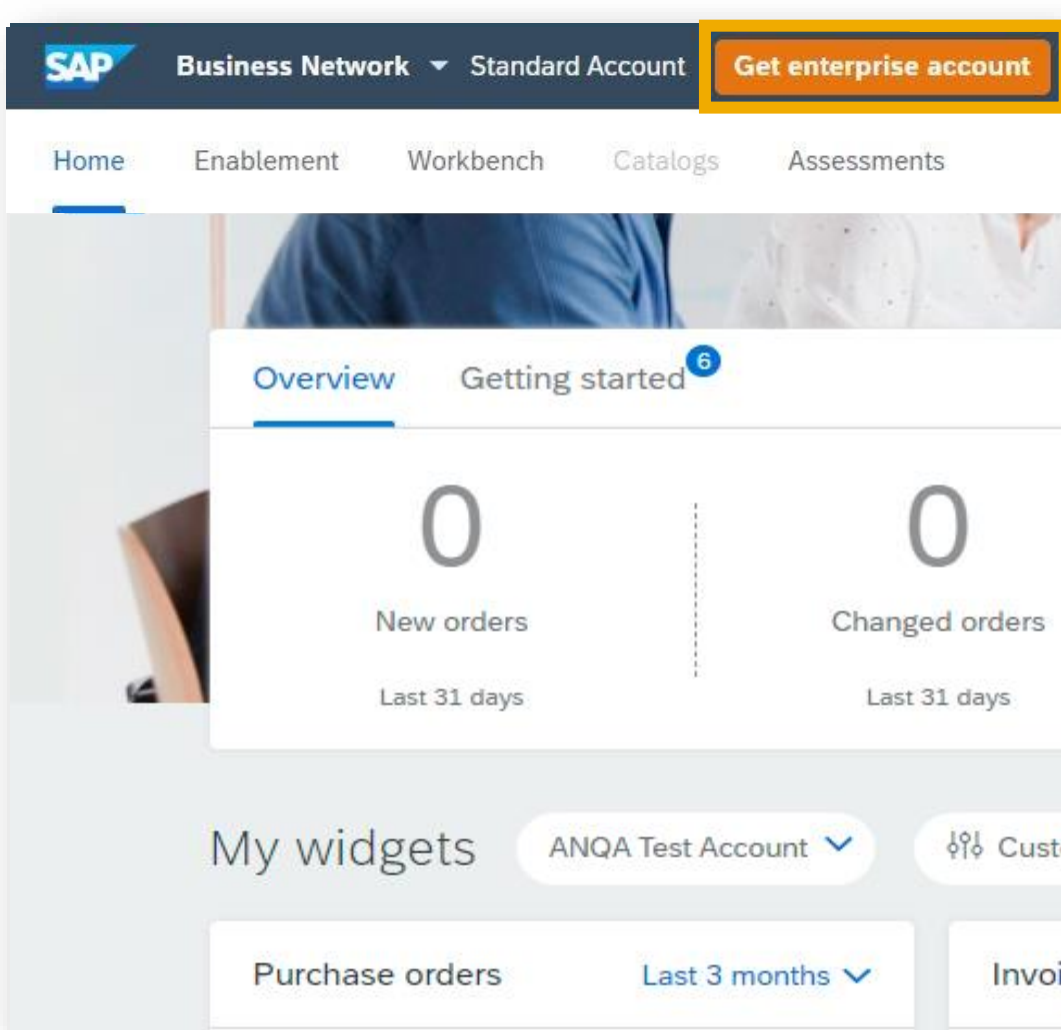 SAP Business Network Standard Account Get enterprise account
Home Enablement Workbench Catalogs Assessments
Overview Getting started 6
0 0
New orders Changed orders
Last 31 days Last 31 days
My widgets ANQA Test Account
Purchase orders Last 3 months